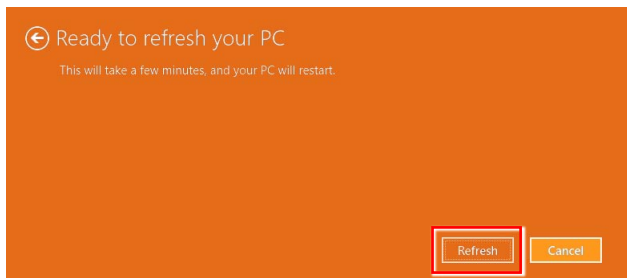 Ready to refresh your PC
This will take a few minutes, and your PC will restart.
Refresh
Cancel